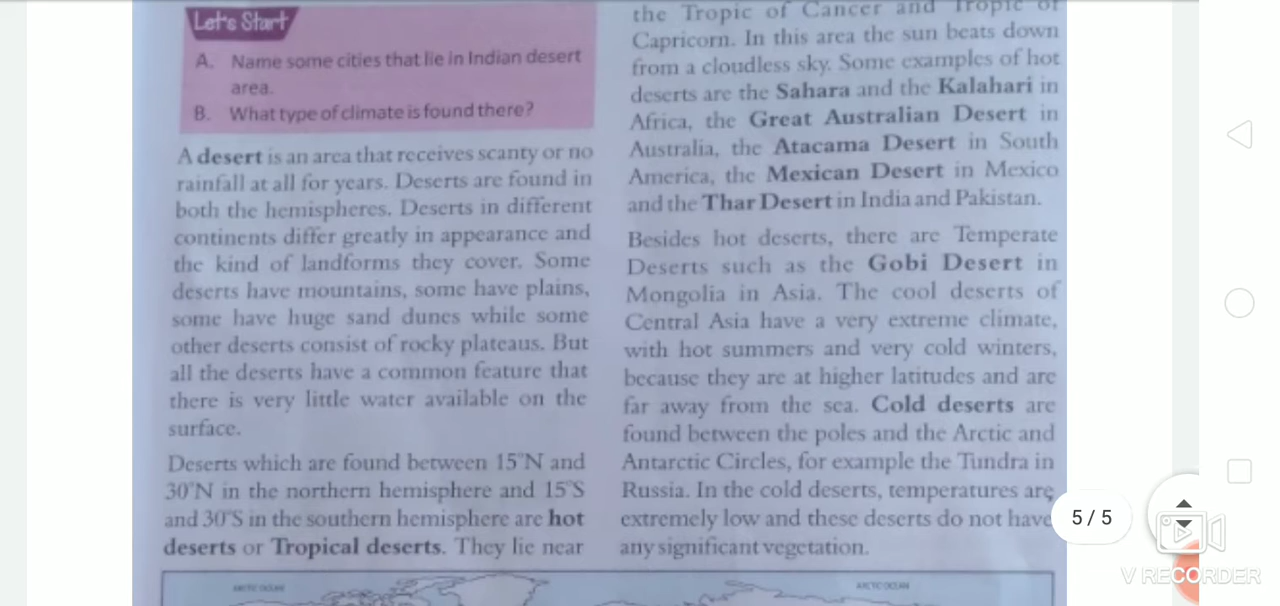 Let's Start
A. Name some cities that lie in Indian desert
area.
B. What type of climate is found there?
A desert is an area that receives scanty or no
rainfall at all for years. Deserts are found in
both the hemispheres. Deserts in different
continents differ greatly in appearance and
the kind of landforms they cover. Some
deserts have mountains, some have plains,
some have huge sand dunes while some
other deserts consist of rocky plateaus. But
all the deserts have a common feature that
there is very little water available on the
surface.
Deserts which are found between 15°N and
30°N in the northern hemisphere and 15°S
and 30°S in the southern hemisphere are hot
deserts or Tropical deserts. They lie near
the Tropic of Cancer and Tropic of
Capricorn. In this area the sun beats down
from a cloudless sky. Some examples of hot
deserts are the Sahara and the Kalahari in
Africa, the Great Australian Desert in
Australia, the Atacama Desert in South
America, the Mexican Desert in Mexico
and the Thar Desert in India and Pakistan.
Besides hot deserts, there are Temperate
Deserts such as the Gobi Desert in
Mongolia in Asia. The cool deserts of
Central Asia have a very extreme climate,
with hot summers and very cold winters,
because they are at higher latitudes and are
far away from the sea. Cold deserts are
found between the poles and the Arctic and
Antarctic Circles, for example the Tundra in
Russia. In the cold deserts, temperatures are
extremely low and these deserts do not have
any significant vegetation.
ARCTIC OCEAN
ARCTIC OCEAN
5 / 5
V RECORDER